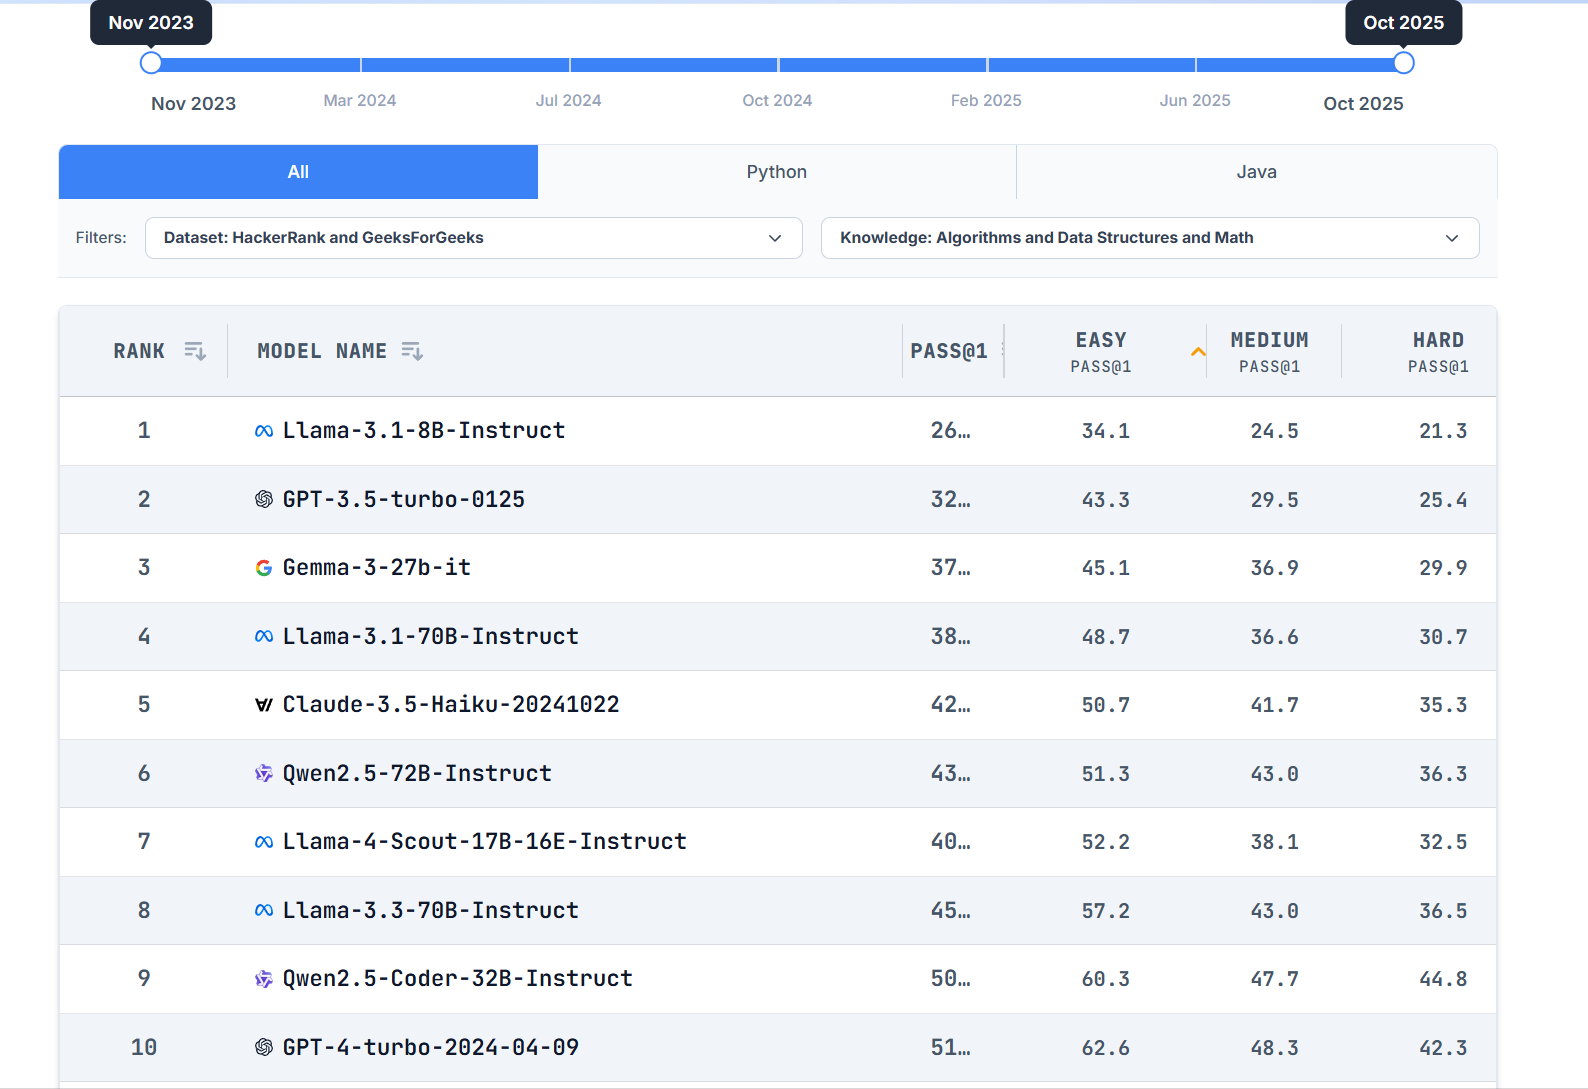 Nov 2023 Oct 2025
Nov 2023 Mar 2024 Jul 2024 Oct 2024 Feb 2025 Jun 2025 Oct 2025
All Python Java
Filters: Dataset: HackerRank and GeeksForGeeks Knowledge: Algorithms and Data Structures and Math
RANK MODEL NAME PASS@1 EASY PASS@1 MEDIUM PASS@1 HARD PASS@1
1 Llama-3.1-8B-Instruct 26… 34.1 24.5 21.3
2 GPT-3.5-turbo-0125 32… 43.3 29.5 25.4
3 Gemma-3-27b-it 37… 45.1 36.9 29.9
4 Llama-3.1-70B-Instruct 38… 48.7 36.6 30.7
5 Claude-3.5-Haiku-20241022 42… 50.7 41.7 35.3
6 Qwen2.5-72B-Instruct 43… 51.3 43.0 36.3
7 Llama-4-Scout-17B-16E-Instruct 40… 52.2 38.1 32.5
8 Llama-3.3-70B-Instruct 45… 57.2 43.0 36.5
9 Qwen2.5-Coder-32B-Instruct 50… 60.3 47.7 44.8
10 GPT-4-turbo-2024-04-09 51… 62.6 48.3 42.3